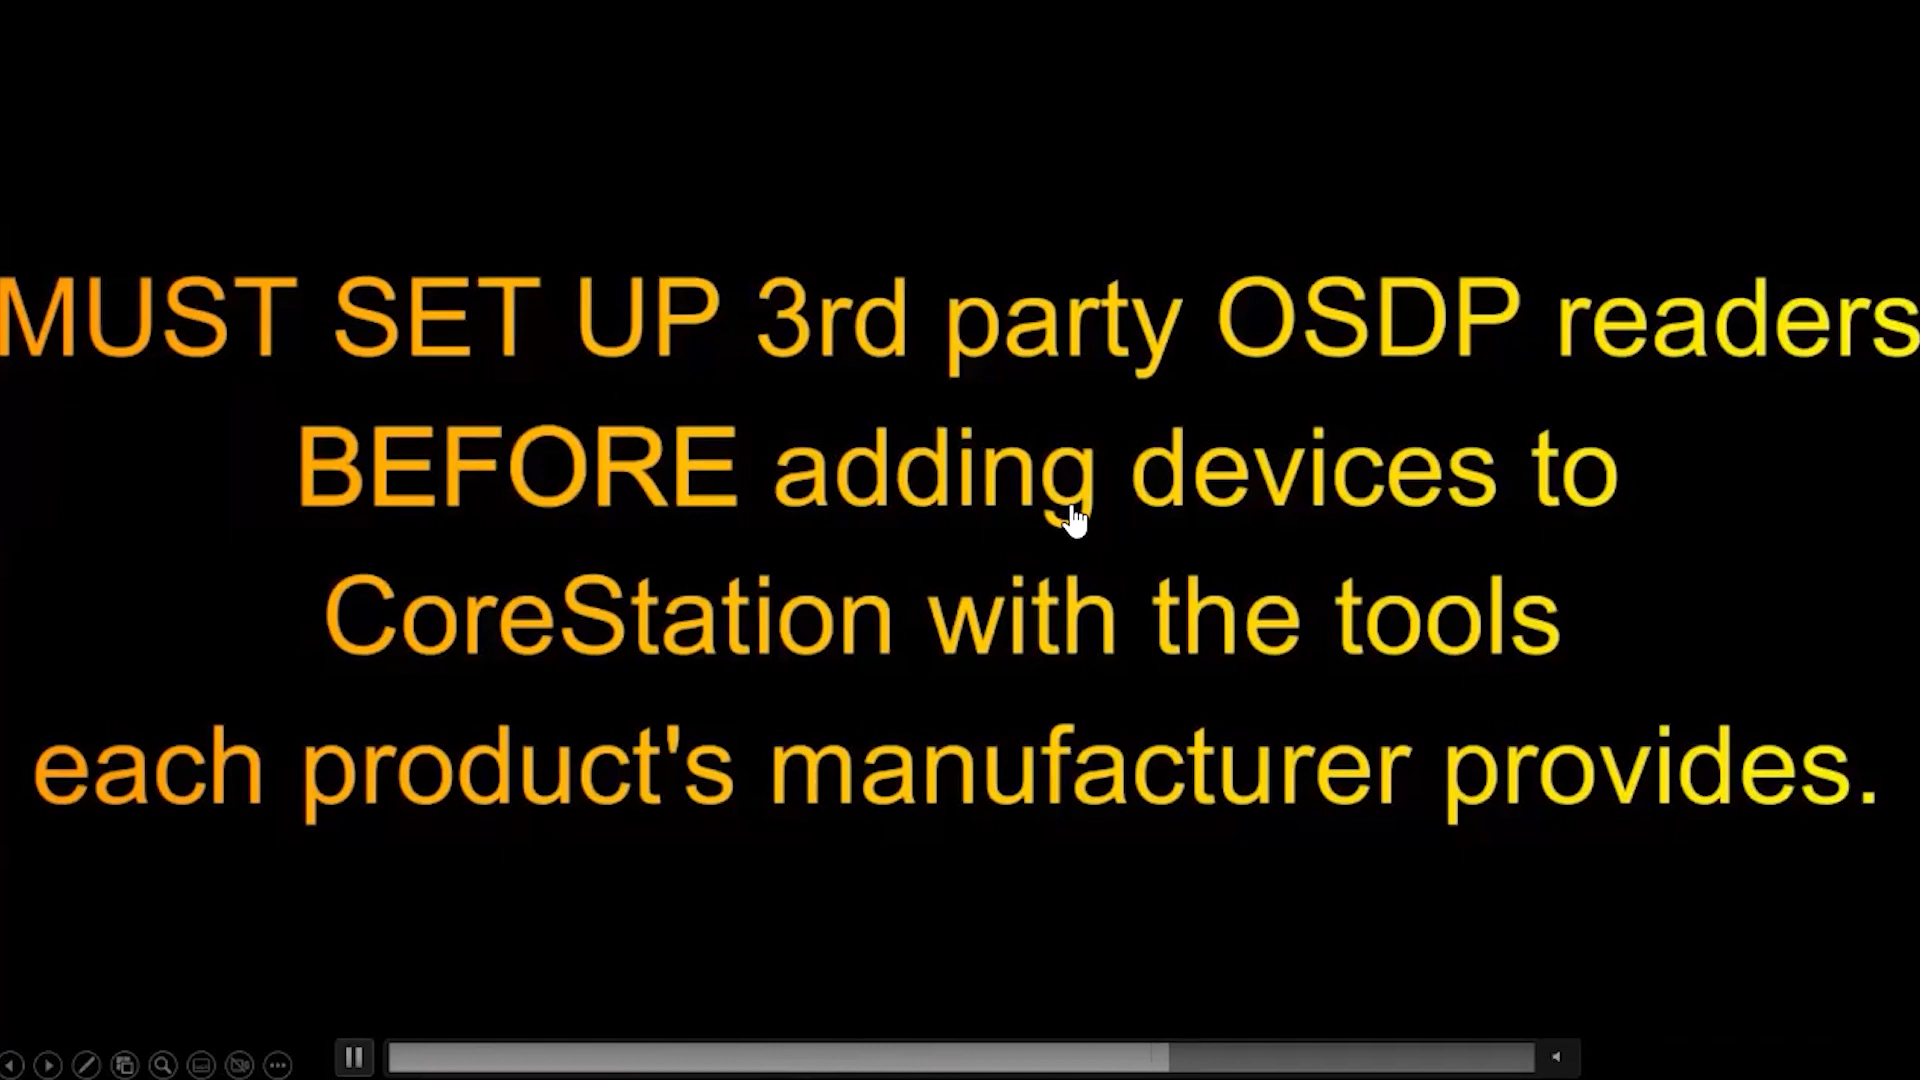 MUST SET UP 3rd party OSDP readers
BEFORE adding devices to
CoreStation with the tools
each product's manufacturer provides.